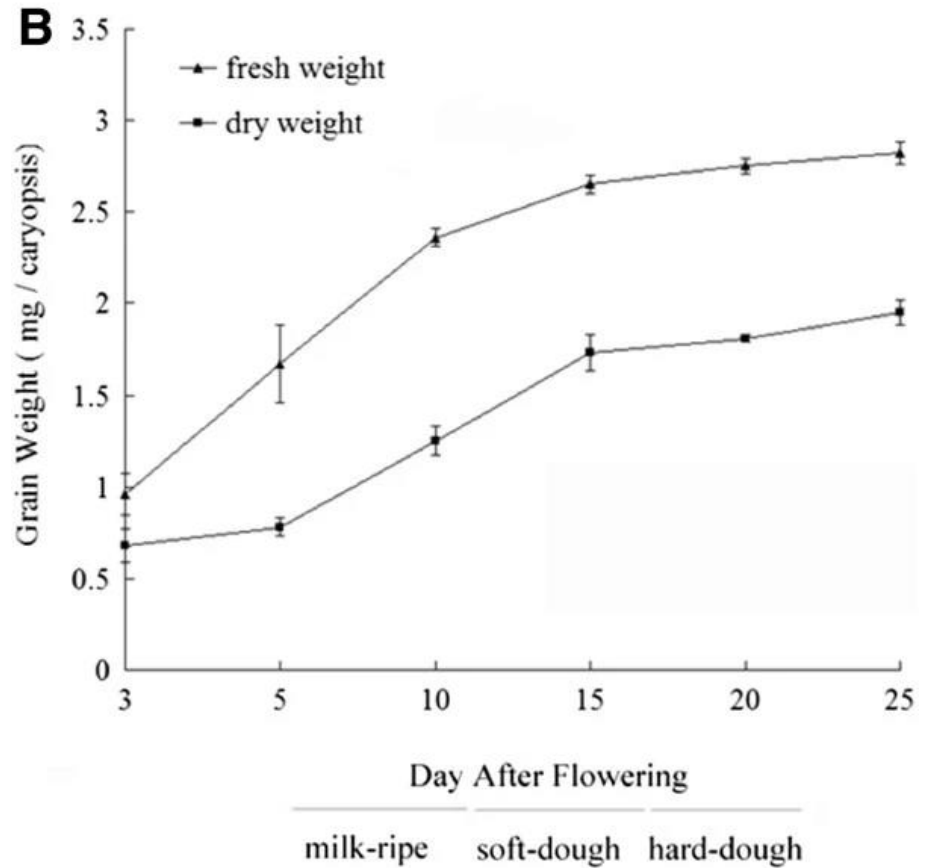 B
3.5
3
2.5
2
1.5
1
0.5
0
fresh weight
dry weight
Grain Weight ( mg / caryopsis)
3 5 10 15 20 25
Day After Flowering
milk-ripe soft-dough hard-dough